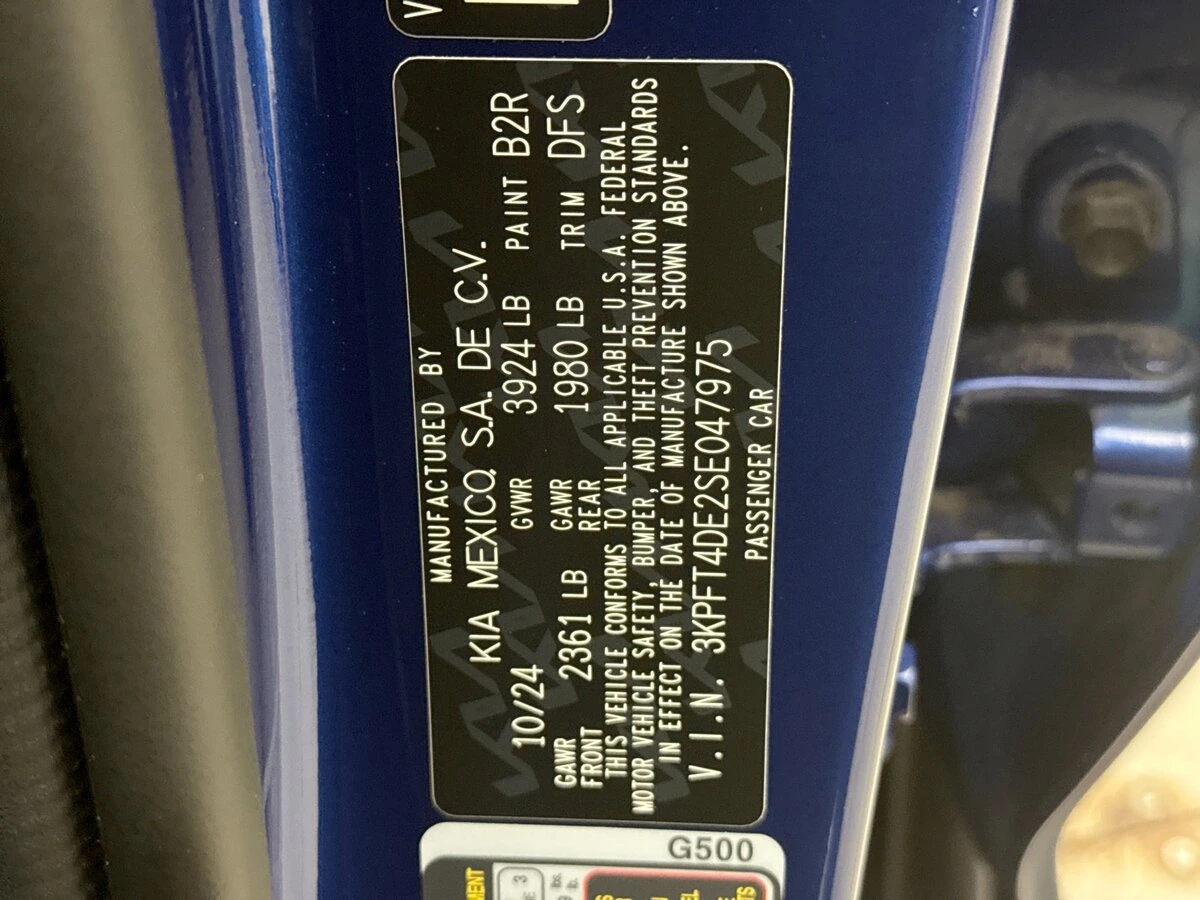 MANUFACTURED BY
KIA MEXICO, S.A. DE C.V.
10/24 GVWR 3924 LB PAINT B2R
GAWR FRONT 2361 LB GAWR REAR 1980 LB TRIM DFS
THIS VEHICLE CONFORMS TO ALL APPLICABLE U.S.A. FEDERAL
MOTOR VEHICLE SAFETY, BUMPER, AND THEFT PREVENTION STANDARDS
IN EFFECT ON THE DATE OF MANUFACTURE SHOWN ABOVE.
V.I.N. 3KPFT4DE2SE047975
PASSENGER CAR
G500